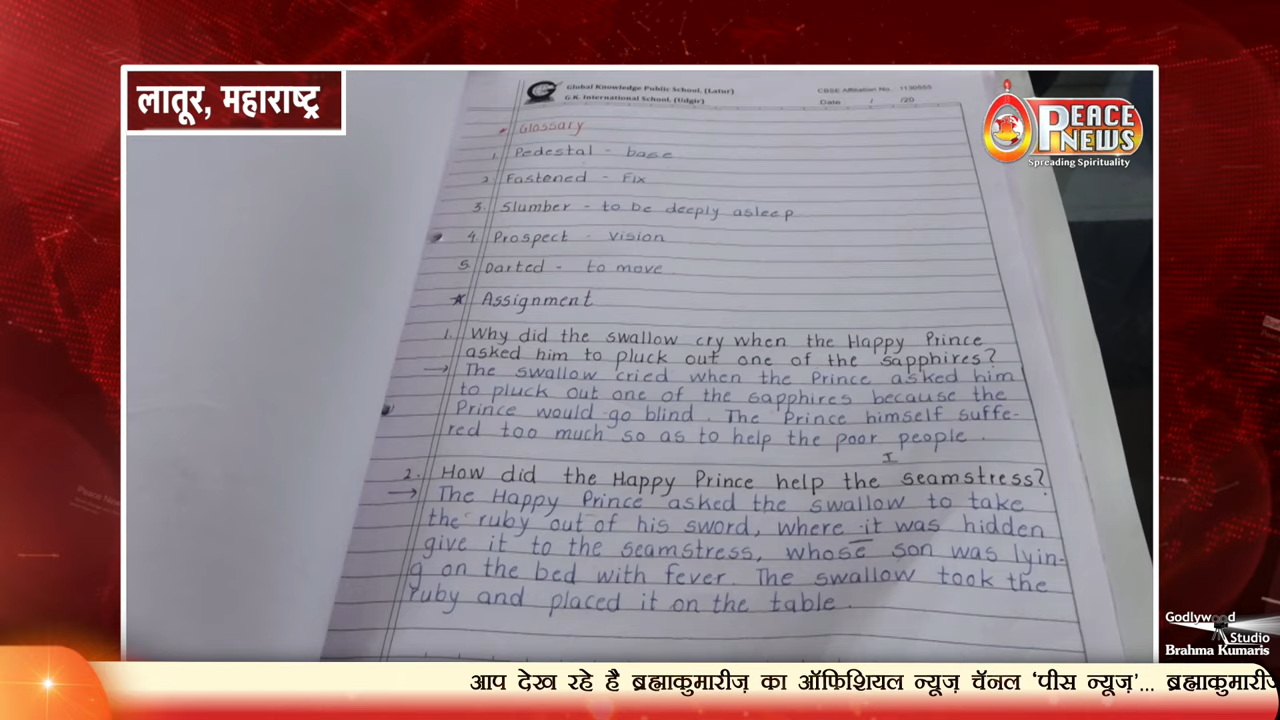 लातूर, महाराष्ट्र
Global Knowledge Public School, (Latur)
G.K. International School, (Udgir)
CBSE Affiliation No. 1130555
Date / /20
PEACE
NEWS
Spreading Spirituality
* Glossary
1. Pedestal - base
2. Fastened - Fix
3. Slumber - to be deeply asleep
4. Prospect - Vision
5. Darted - to move
* Assignment
1. Why did the swallow cry when the Happy Prince
asked him to pluck out one of the sapphires?
→ The swallow cried when the Prince asked him
to pluck out one of the sapphires because the
Prince would go blind. The Prince himself suffe-
red too much so as to help the poor people.
I
2. How did the Happy Prince help the seamstress?
→ The Happy Prince asked the swallow to take
the ruby out of his sword, where it was hidden
give it to the seamstress, whose son was lyin-
g on the bed with fever. The swallow took the
ruby and placed it on the table.
Godlywood
Studio
Brahma Kumaris
आप देख रहे है ब्रह्माकुमारीज़ का ऑफिशियल न्यूज़ चॅनल ‘पीस न्यूज़’... ब्रह्माकुमारीज़